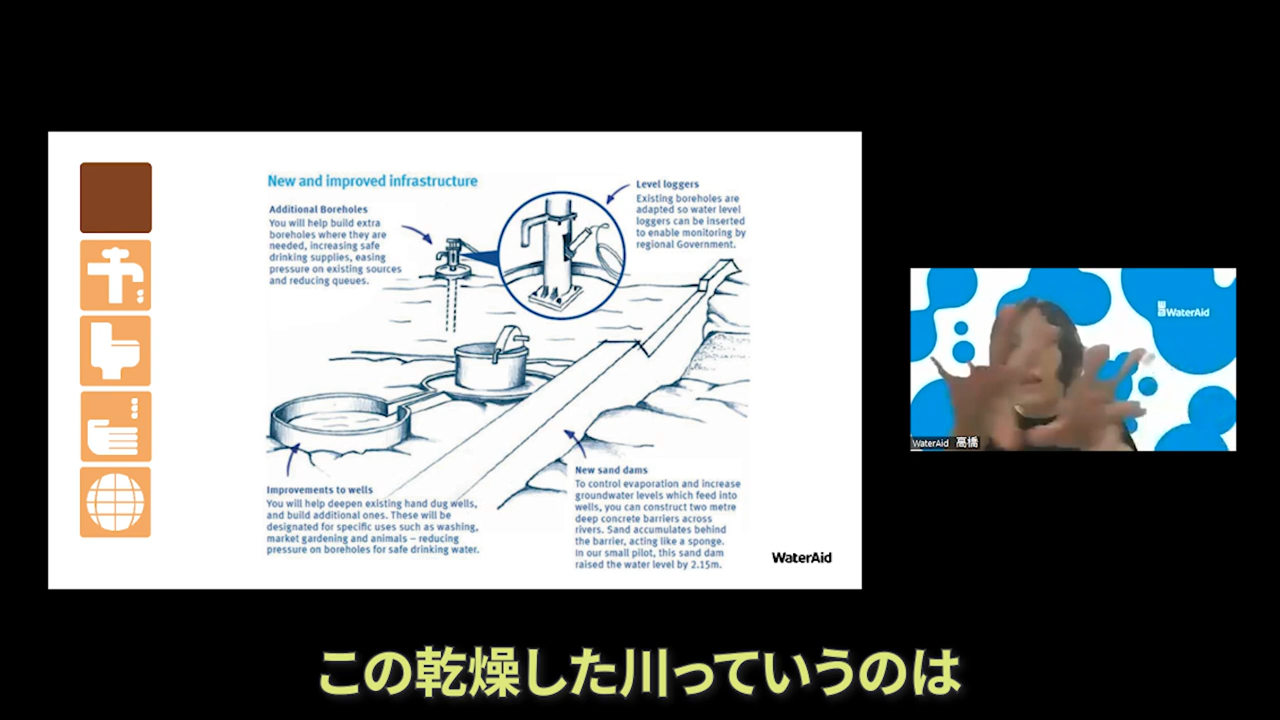 New and improved infrastructure
Additional Boreholes
You will help build extra
boreholes where they are
needed, increasing safe
drinking supplies, easing
pressure on existing sources
and reducing queues.
Level loggers
Existing boreholes are
adapted so water level
loggers can be inserted
to enable monitoring by
regional Government.
Improvements to wells
You will help deepen existing hand dug wells,
and build additional ones. These will be
designated for specific uses such as washing,
market gardening and animals – reducing
pressure on boreholes for safe drinking water.
New sand dams
To control evaporation and increase
groundwater levels which feed into
wells, you can construct two metre
deep concrete barriers across
rivers. Sand accumulates behind
the barrier, acting like a sponge.
In our small pilot, this sand dam
raised the water level by 2.15m.
WaterAid
WaterAid
WaterAid 高橋
この乾燥した川っていうのは